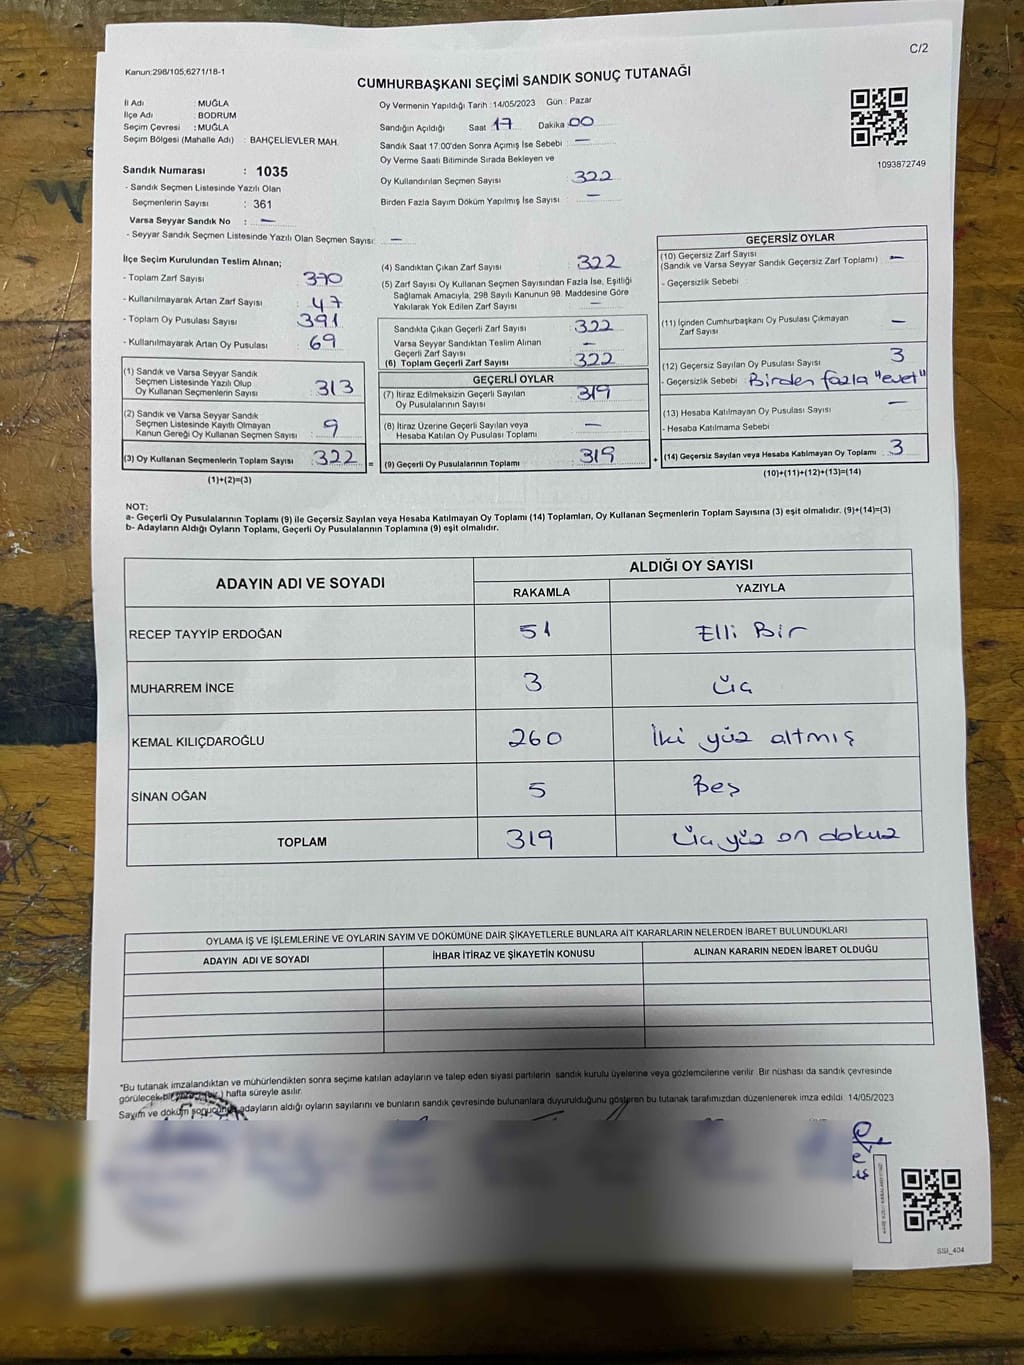 C/2
Kanun:298/105,6271/18-1
CUMHURBAŞKANI SEÇİMİ SANDIK SONUÇ TUTANAĞI
İl Adı : MUĞLA
İlçe Adı : BODRUM
Seçim Çevresi : MUĞLA
Seçim Bölgesi (Mahalle Adı) : BAHÇELİEVLER MAH.
Sandık Numarası : 1035
- Sandık Seçmen Listesinde Yazılı Olan
Seçmenlerin Sayısı : 361
Varsa Seyyar Sandık No : —
- Seyyar Sandık Seçmen Listesinde Yazılı Olan Seçmen Sayısı: —
Oy Vermenin Yapıldığı Tarih : 14/05/2023 Gün : Pazar
Sandığın Açıldığı Saat 17 Dakika 00
Sandık Saat 17:00'den Sonra Açımış İse Sebebi : —
Oy Verme Saati Bitiminde Sırada Bekleyen ve
Oy Kullandırılan Seçmen Sayısı : 322
Birden Fazla Sayım Döküm Yapılmış İse Sayısı : —
1093872749
İlçe Seçim Kurulundan Teslim Alınan;
- Toplam Zarf Sayısı : 370
- Kullanılmayarak Artan Zarf Sayısı : 47
- Toplam Oy Pusulası Sayısı : 391
- Kullanılmayarak Artan Oy Pusulası : 69
(1) Sandık ve Varsa Seyyar Sandık
Seçmen Listesinde Yazılı Olup
Oy Kullanan Seçmenlerin Sayısı : 313
(2) Sandık ve Varsa Seyyar Sandık
Seçmen Listesinde Kayıtlı Olmayan
Kanun Gereği Oy Kullanan Seçmen Sayısı : 9
(3) Oy Kullanan Seçmenlerin Toplam Sayısı : 322 =
(1)+(2)=(3)
(4) Sandıktan Çıkan Zarf Sayısı : 322
(5) Zarf Sayısı Oy Kullanan Seçmen Sayısından Fazla İse, Eşitliği
Sağlamak Amacıyla, 298 Sayılı Kanunun 98. Maddesine Göre
Yakılarak Yok Edilen Zarf Sayısı : —
Sandıkta Çıkan Geçerli Zarf Sayısı : 322
Varsa Seyyar Sandıktan Teslim Alınan
Geçerli Zarf Sayısı : —
(6) Toplam Geçerli Zarf Sayısı : 322
GEÇERLİ OYLAR
(7) İtiraz Edilmeksizin Geçerli Sayılan
Oy Pusulalarının Sayısı : 319
(8) İtiraz Üzerine Geçerli Sayılan veya
Hesaba Katılan Oy Pusulası Toplamı : —
(9) Geçerli Oy Pusulalarının Toplamı : 319 +
GEÇERSİZ OYLAR
(10) Geçersiz Zarf Sayısı
(Sandık ve Varsa Seyyar Sandık Geçersiz Zarf Toplamı) : —
- Geçersizlik Sebebi
(11) İçinden Cumhurbaşkanı Oy Pusulası Çıkmayan
Zarf Sayısı : —
(12) Geçersiz Sayılan Oy Pusulası Sayısı : 3
- Geçersizlik Sebebi : Birden fazla "evet"
(13) Hesaba Katılmayan Oy Pusulası Sayısı : —
- Hesaba Katılmama Sebebi
(14) Geçersiz Sayılan veya Hesaba Katılmayan Oy Toplamı : 3
(10)+(11)+(12)+(13)=(14)
NOT:
a- Geçerli Oy Pusulalarının Toplamı (9) ile Geçersiz Sayılan veya Hesaba Katılmayan Oy Toplamı (14) Toplamları, Oy Kullanan Seçmenlerin Toplam Sayısına (3) eşit olmalıdır. (9)+(14)=(3)
b- Adayların Aldığı Oyların Toplamı, Geçerli Oy Pusulalarının Toplamına (9) eşit olmalıdır.
ADAYIN ADI VE SOYADI
ALDIĞI OY SAYISI
RAKAMLA YAZIYLA
RECEP TAYYİP ERDOĞAN 51 Elli Bir
MUHARREM İNCE 3 Üç
KEMAL KILIÇDAROĞLU 260 İki yüz altmış
SİNAN OĞAN 5 Beş
TOPLAM 319 Üç yüz on dokuz
OYLAMA İŞ VE İŞLEMLERİNE VE OYLARIN SAYIM VE DÖKÜMÜNE DAİR ŞİKAYETLERLE BUNLARA AİT KARARLARIN NELERDEN İBARET BULUNDUKLARI
ADAYIN ADI VE SOYADI İHBAR İTİRAZ VE ŞİKAYETİN KONUSU ALINAN KARARIN NEDEN İBARET OLDUĞU
*Bu tutanak imzalandıktan ve mühürlendikten sonra seçime katılan adayların ve talep eden siyasi partilerin sandık kurulu üyelerine veya gözlemcilerine verilir. Bir nüshası da sandık çevresinde
görülecek bir yere (bir) hafta süreyle asılır.
Sayım ve döküm sonucunda adayların aldığı oyların sayılarını ve bunların sandık çevresinde bulunanlara duyurulduğunu gösteren bu tutanak tarafımızdan düzenlenerek imza edildi. 14/05/2023
SSI_404